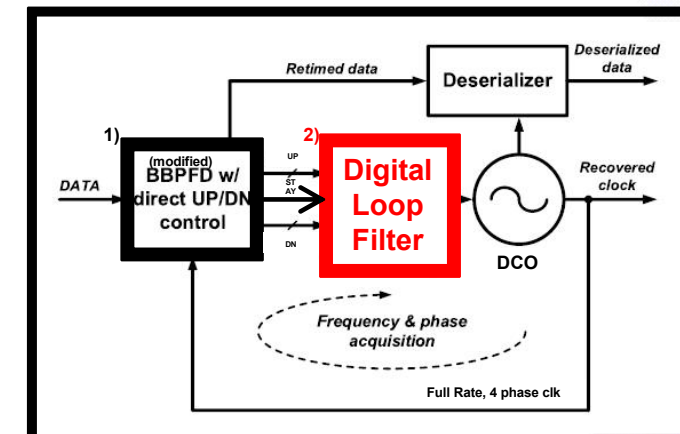 Deserialized
data
Retimed data
Deserializer
1)
2)
(modified)
BBPFD w/
direct UP/DN
control
DATA
UP
ST
AY
DN
Digital
Loop
Filter
DCO
Recovered
clock
Frequency & phase
acquisition
Full Rate, 4 phase clk